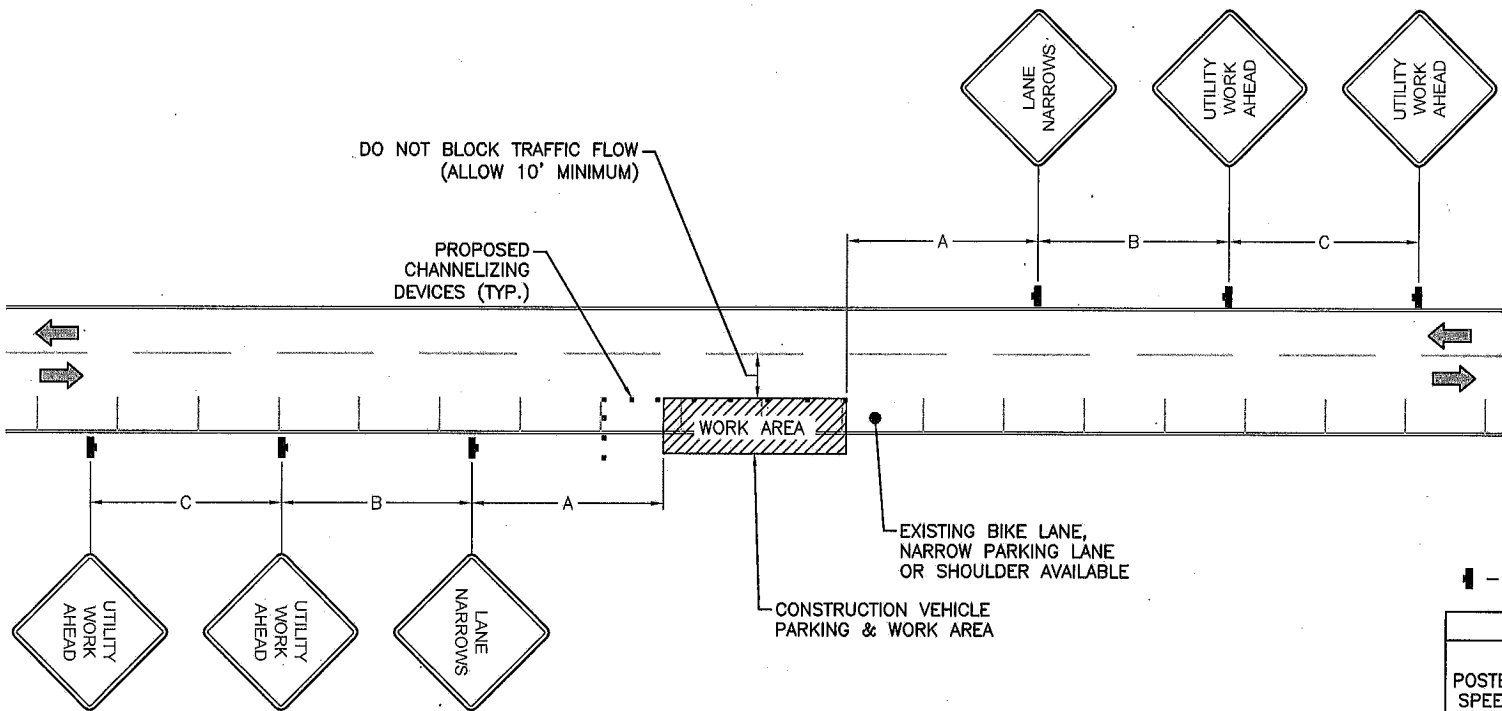 LANE
NARROWS
UTILITY
WORK
AHEAD
UTILITY
WORK
AHEAD
DO NOT BLOCK TRAFFIC FLOW
(ALLOW 10' MINIMUM)
A
B
C
PROPOSED
CHANNELIZING
DEVICES (TYP.)
WORK AREA
C
B
A
EXISTING BIKE LANE,
NARROW PARKING LANE
OR SHOULDER AVAILABLE
CONSTRUCTION VEHICLE
PARKING & WORK AREA
UTILITY
WORK
AHEAD
UTILITY
WORK
AHEAD
LANE
NARROWS
-
POSTE
SPEE